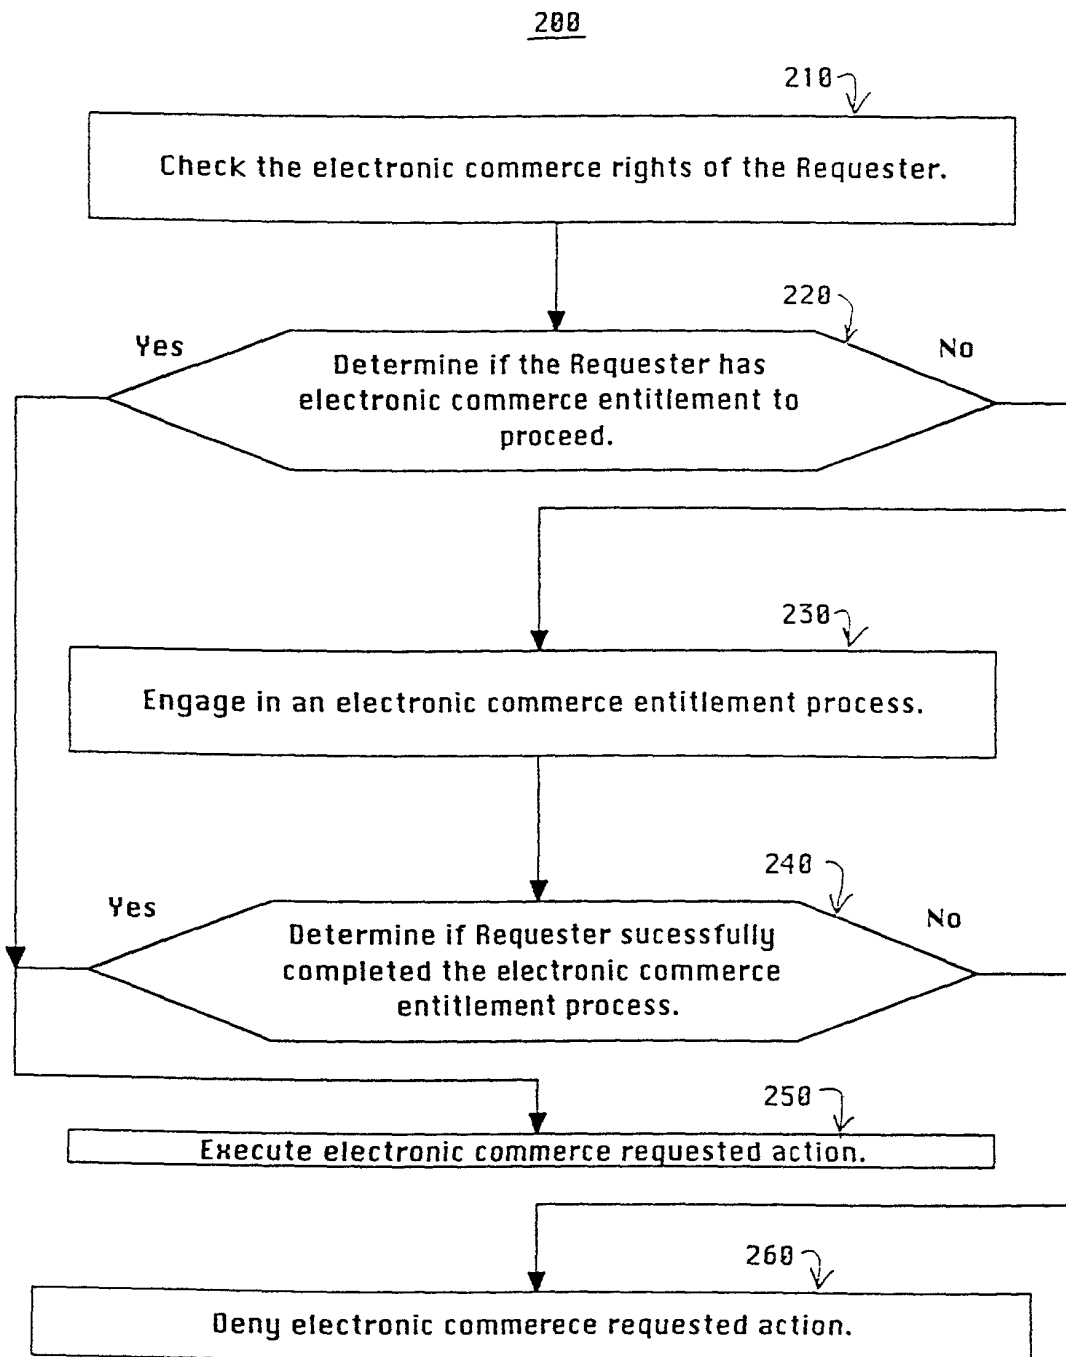 200
210
Check the electronic commerce rights of the Requester.
220
Yes
No
Determine if the Requester has
electronic commerce entitlement to
proceed.
230
Engage in an electronic commerce entitlement process.
240
Yes
No
Determine if Requester sucessfully
completed the electronic commerce
entitlement process.
250
Execute electronic commerce requested action.
260
Deny electronic commerece requested action.